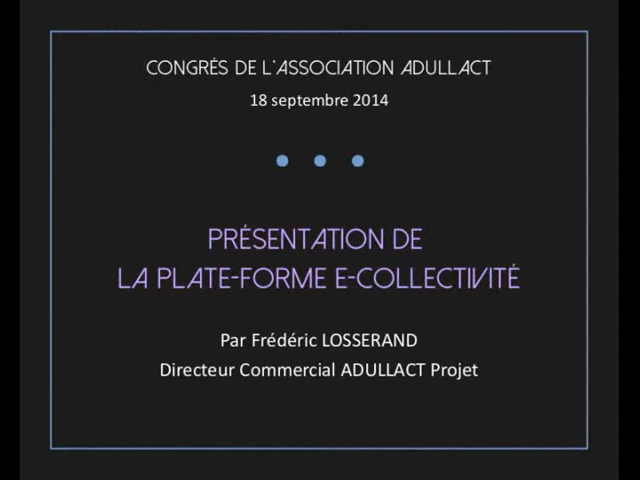 CONGRÈS DE L'ASSOCIATION ADULLACT
18 septembre 2014
PRÉSENTATION DE
LA PLATE-FORME E-COLLECTIVITÉ
Par Frédéric LOSSERAND
Directeur Commercial ADULLACT Projet